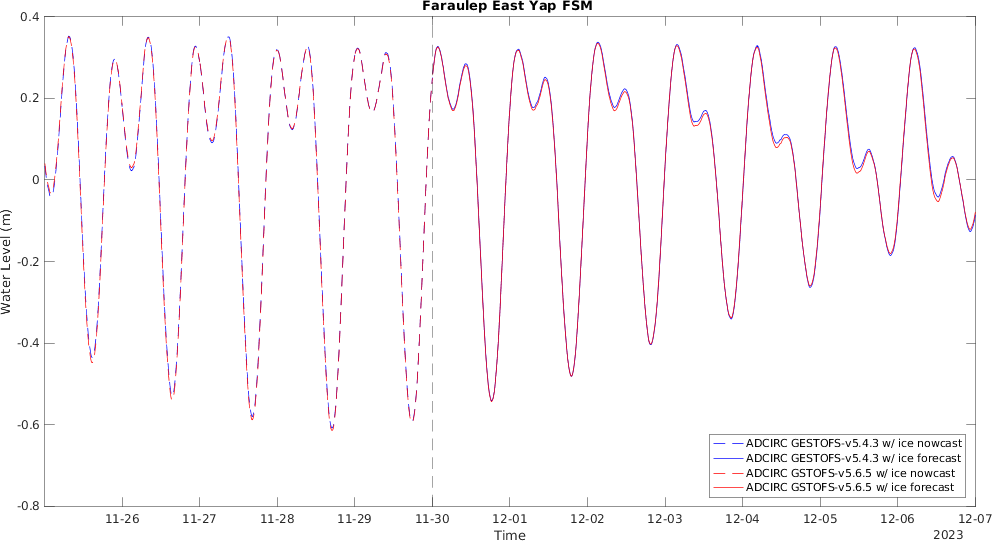 Faraulep East Yap FSM
0.4
0.2
0
-0.2
-0.4
-0.6
-0.8
Water Level (m)
ADCIRC GESTOFS-v5.4.3 w/ ice nowcast
ADCIRC GESTOFS-v5.4.3 w/ ice forecast
ADCIRC GSTOFS-v5.6.5 w/ ice nowcast
ADCIRC GSTOFS-v5.6.5 w/ ice forecast
11-26 11-27 11-28 11-29 11-30 12-01 12-02 12-03 12-04 12-05 12-06 12-07
Time
2023